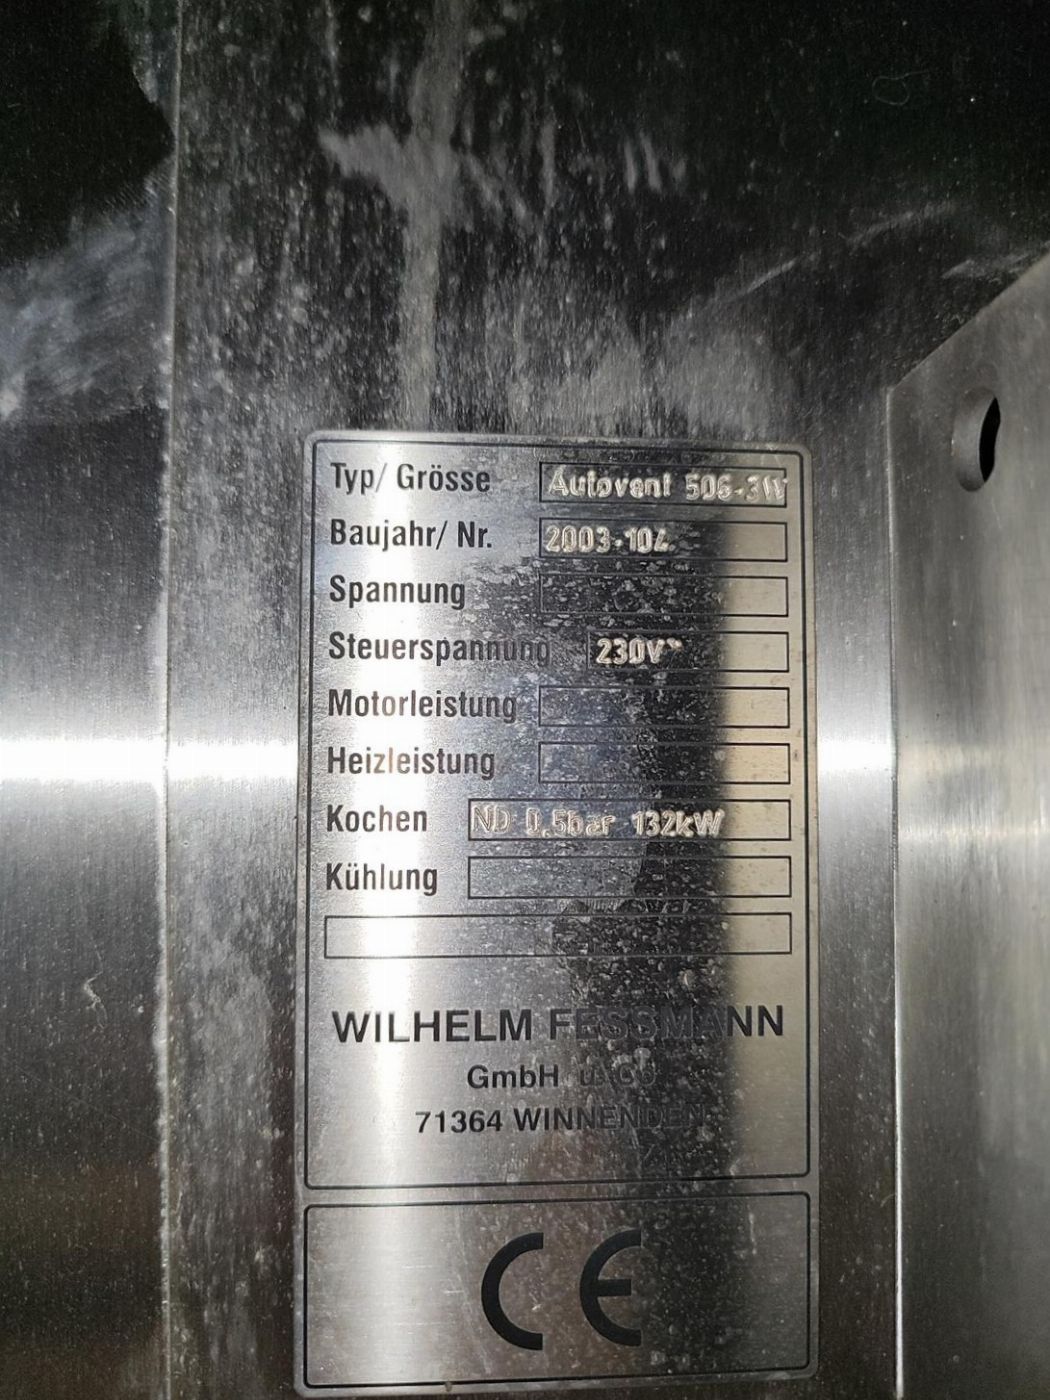 Typ/ Grösse Autovent 506-3W
Baujahr/ Nr. 2003-104
Spannung
Steuerspannung 230V~
Motorleistung
Heizleistung
Kochen ND 0.5bar 132kW
Kühlung
WILHELM FESSMANN
GmbH u. CO
71364 WINNENDEN
CE